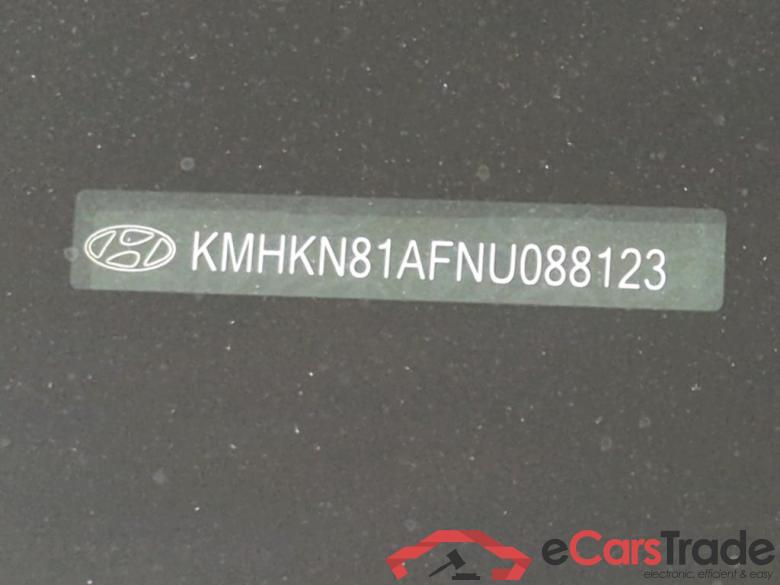 KMHKN81AFNU088123
eCarsTrade
electronic, efficient & easy